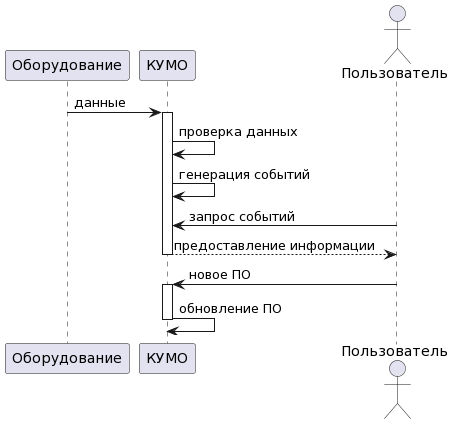 Пользователь
Оборудование
КУМО
данные
проверка данных
генерация событий
запрос событий
предоставление информации
новое ПО
обновление ПО
Оборудование
КУМО
Пользователь